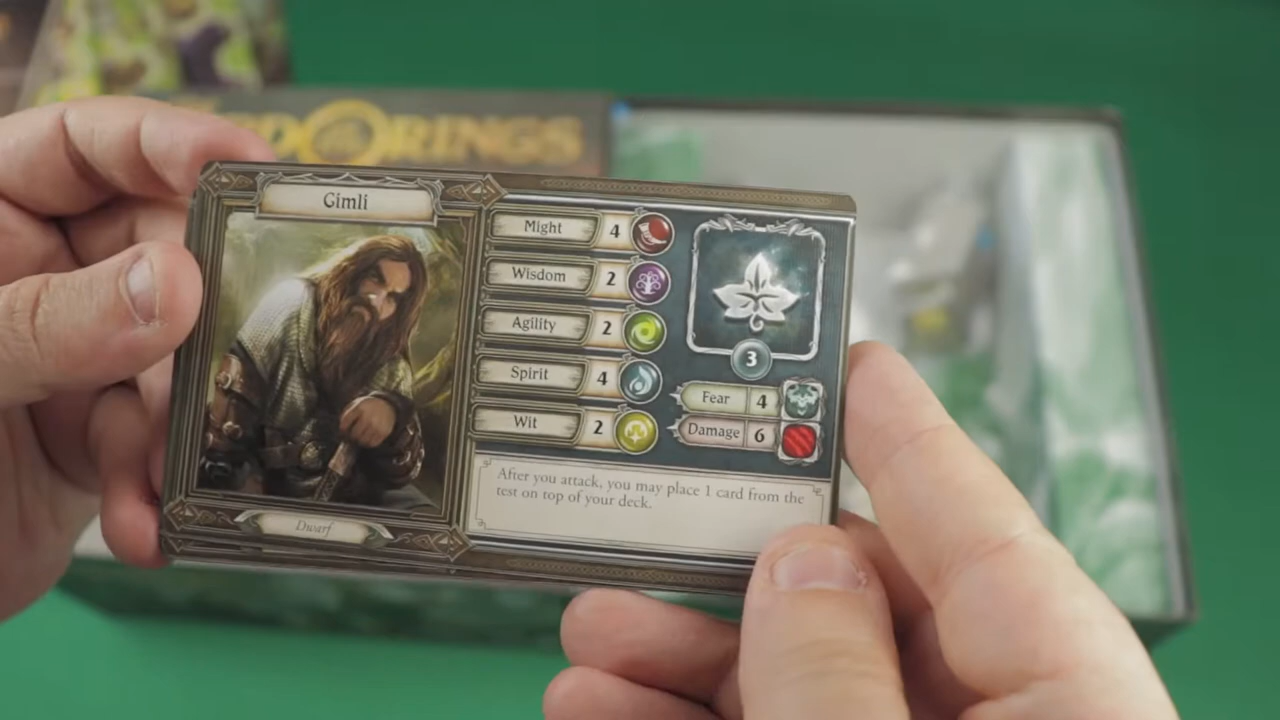 RINGS
Gimli
Might 4
Wisdom 2
Agility 2
Spirit 4
Wit 2
3
Fear 4
Damage 6
After you attack, you may place 1 card from the
test on top of your deck.
Dwarf